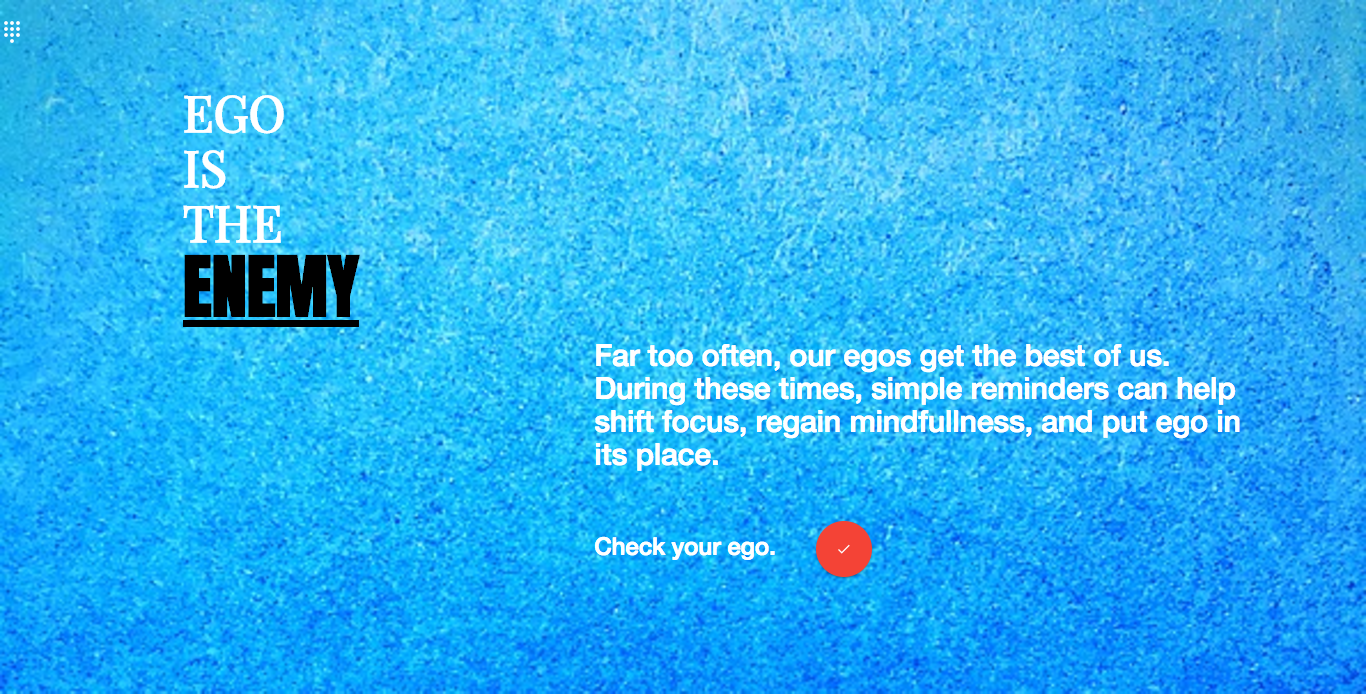 EGO
IS
THE
ENEMY
Far too often, our egos get the best of us.
During these times, simple reminders can help
shift focus, regain mindfullness, and put ego in
its place.
Check your ego.